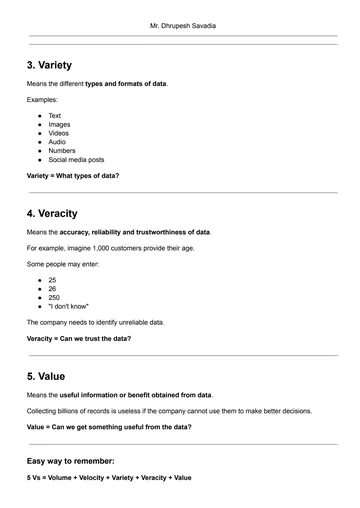 Mr. Dhrupesh Savadia
3. Variety
Means the different types and formats of data.
Examples:
● Text
● Images
● Videos
● Audio
● Numbers
● Social media posts
Variety = What types of data?
4. Veracity
Means the accuracy, reliability and trustworthiness of data.
For example, imagine 1,000 customers provide their age.
Some people may enter:
● 25
● 26
● 250
● "I don't know"
The company needs to identify unreliable data.
Veracity = Can we trust the data?
5. Value
Means the useful information or benefit obtained from data.
Collecting billions of records is useless if the company cannot use them to make better decisions.
Value = Can we get something useful from the data?
Easy way to remember:
5 Vs = Volume + Velocity + Variety + Veracity + Value